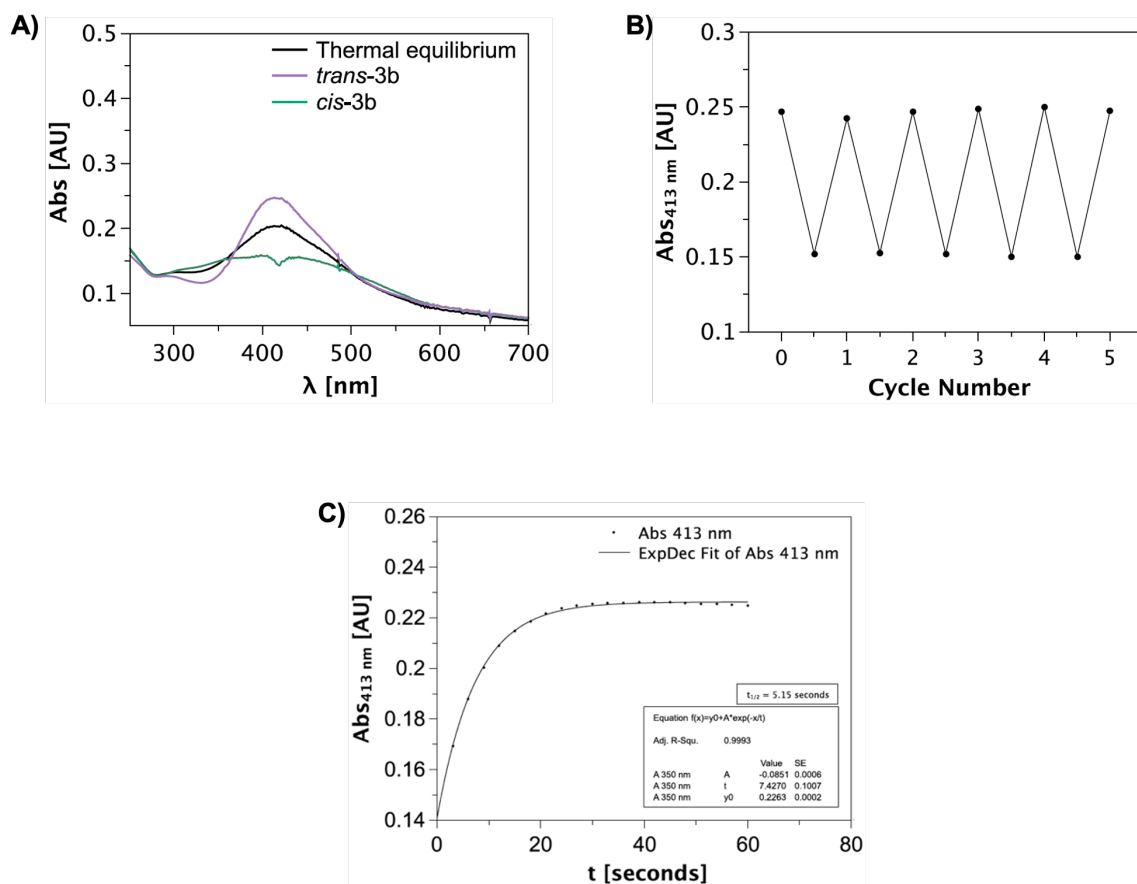 A)
Thermal equilibrium
trans-3b
cis-3b
0.5
0.4
0.3
0.2
0.1
Abs [AU]
300 400 500 600 700
λ [nm]
B)
0.3
0.25
0.2
0.15
0.1
Abs413 nm [AU]
0 1 2 3 4 5
Cycle Number
C)
Abs 413 nm
ExpDec Fit of Abs 413 nm
0.26
0.24
0.22
0.2
0.18
0.16
0.14
Abs413 nm [AU]
t1/2 = 5.15 seconds
Equation f(x)=y0+A*exp(-x/t)
Adj. R-Squ. 0.9993
Value SE
A 350 nm A -0.0851 0.0006
A 350 nm t 7.4270 0.1007
A 350 nm y0 0.2263 0.0002
0 20 40 60 80
t [seconds]